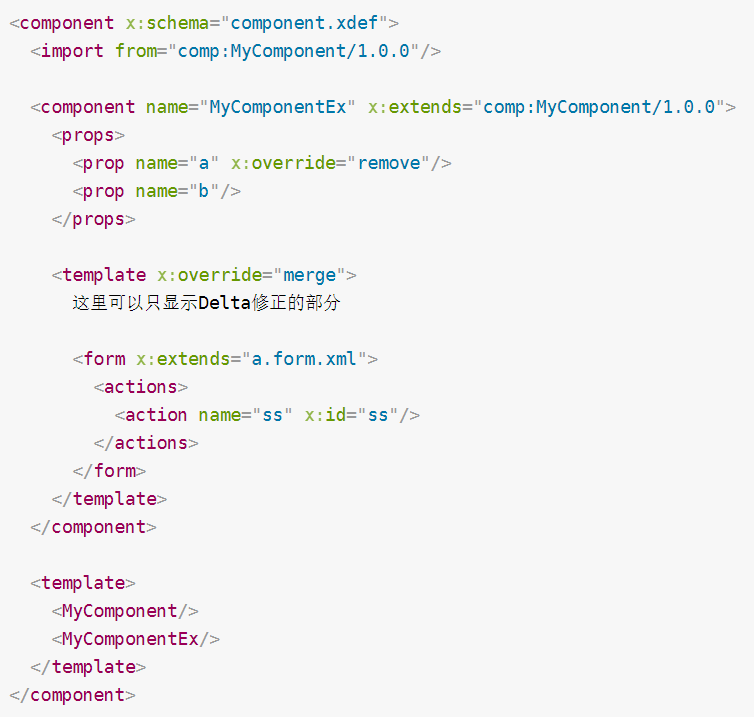 <component x:schema="component.xdef">
  <import from="comp:MyComponent/1.0.0"/>

  <component name="MyComponentEx" x:extends="comp:MyComponent/1.0.0">
    <props>
      <prop name="a" x:override="remove"/>
      <prop name="b"/>
    </props>

    <template x:override="merge">
      这里可以只显示Delta修正的部分

      <form x:extends="a.form.xml">
        <actions>
          <action name="ss" x:id="ss"/>
        </actions>
      </form>
    </template>
  </component>

  <template>
    <MyComponent/>
    <MyComponentEx/>
  </template>
</component>